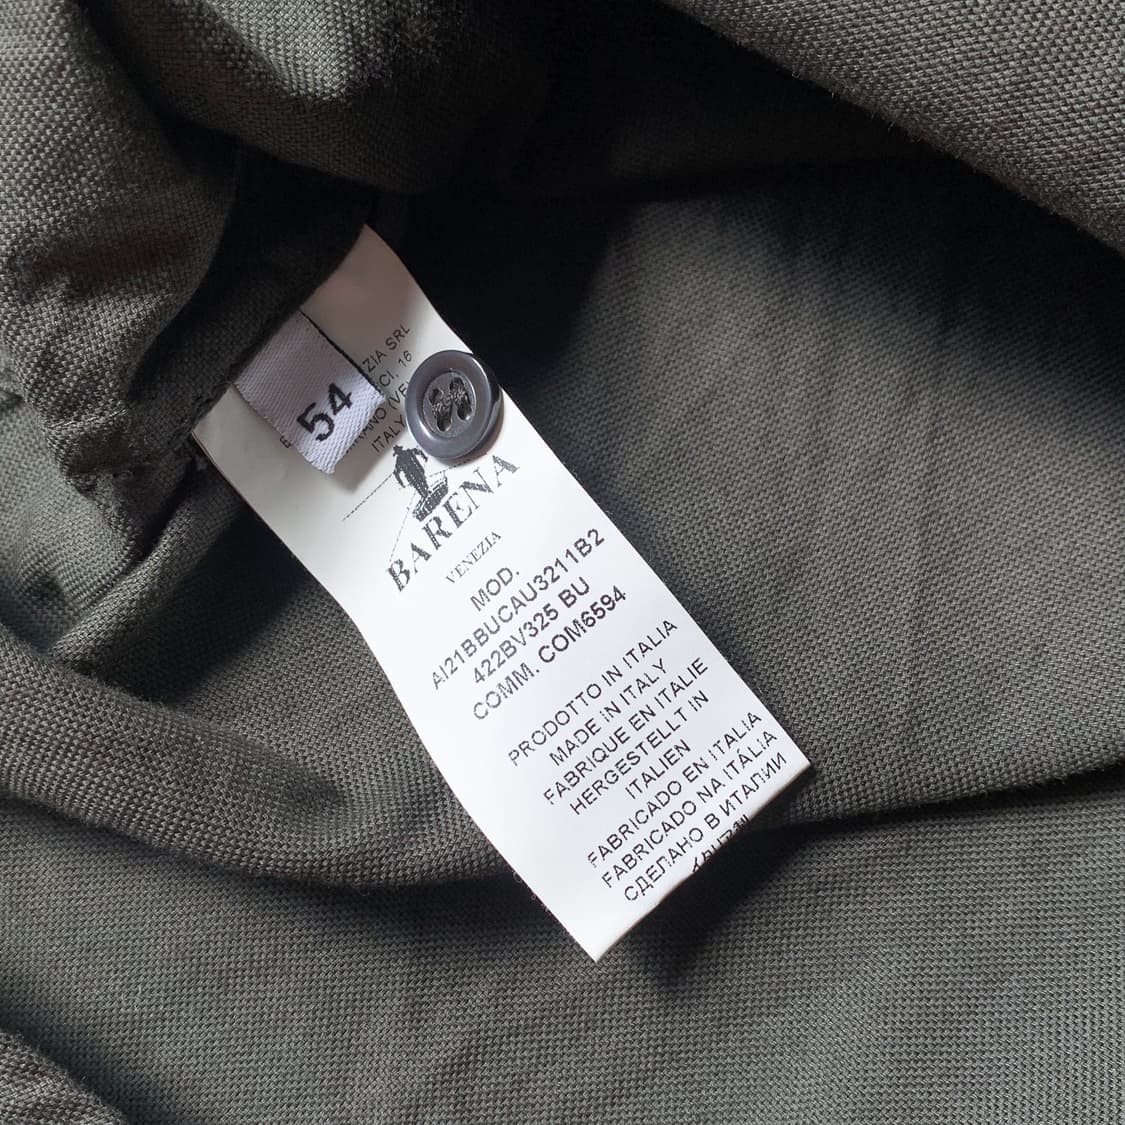 54
ZIA SRL
16
ITALY
BARENA
VENEZIA
MOD.
AI21BBUCAU3211B2
422BV325 BU
COMM. COM6594
PRODOTTO IN ITALIA
MADE IN ITALY
FABRIQUE EN ITALIE
HERGESTELLT IN
ITALIEN
FABRICADO EN ITALIA
FABRICADO NA ITÁLIA
СДЕЛАНО В ИТАЛИИ